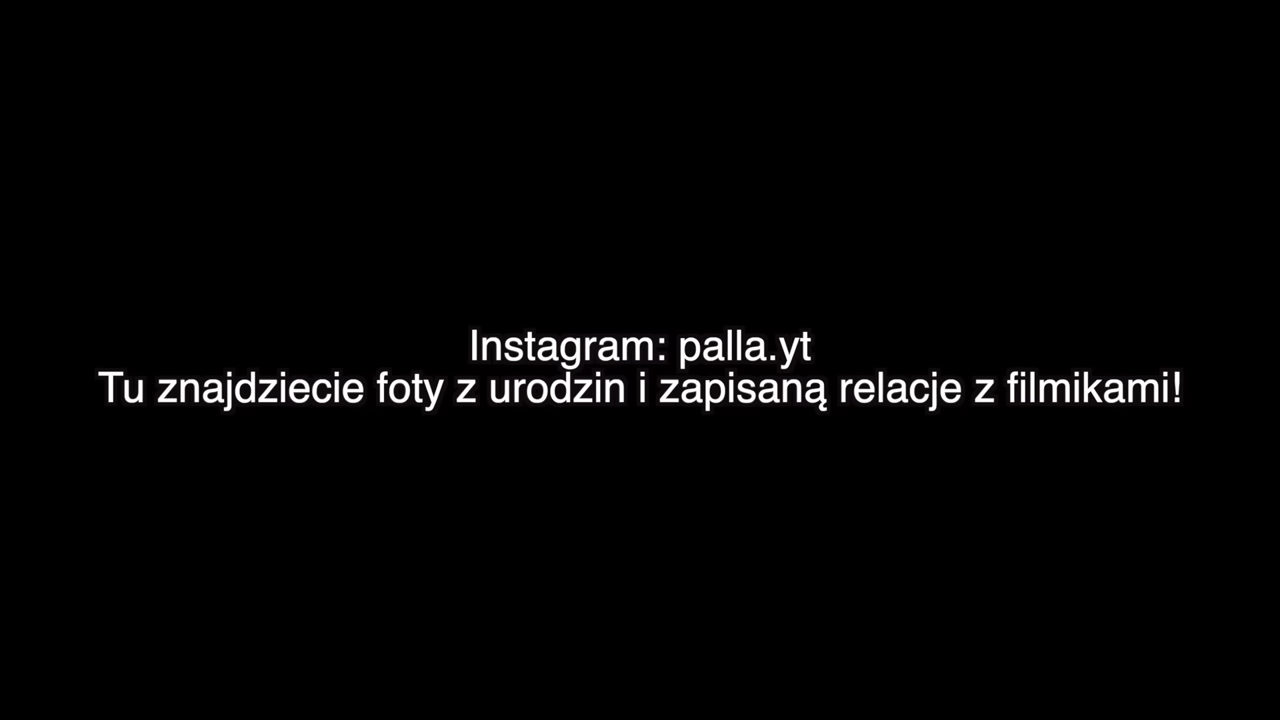 Instagram: palla.yt
Tu znajdziecie foty z urodzin i zapisaną relacje z filmikami!